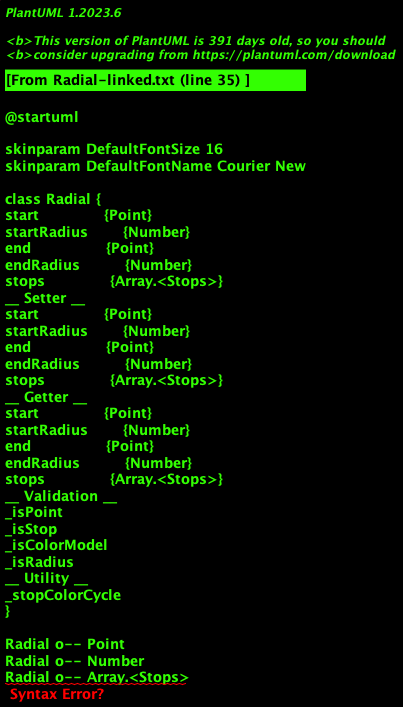 PlantUML 1.2023.6
<b>This version of PlantUML is 391 days old, so you should
<b>consider upgrading from https://plantuml.com/download
[From Radial-linked.txt (line 35) ]
@startuml
skinparam DefaultFontSize 16
skinparam DefaultFontName Courier New
class Radial {
start {Point}
startRadius {Number}
end {Point}
endRadius {Number}
stops {Array.<Stops>}
__ Setter __
start {Point}
startRadius {Number}
end {Point}
endRadius {Number}
stops {Array.<Stops>}
__ Getter __
start {Point}
startRadius {Number}
end {Point}
endRadius {Number}
stops {Array.<Stops>}
__ Validation __
_isPoint
_isStop
_isColorModel
_isRadius
__ Utility __
_stopColorCycle
}
Radial o-- Point
Radial o-- Number
Radial o-- Array.<Stops>
Syntax Error?